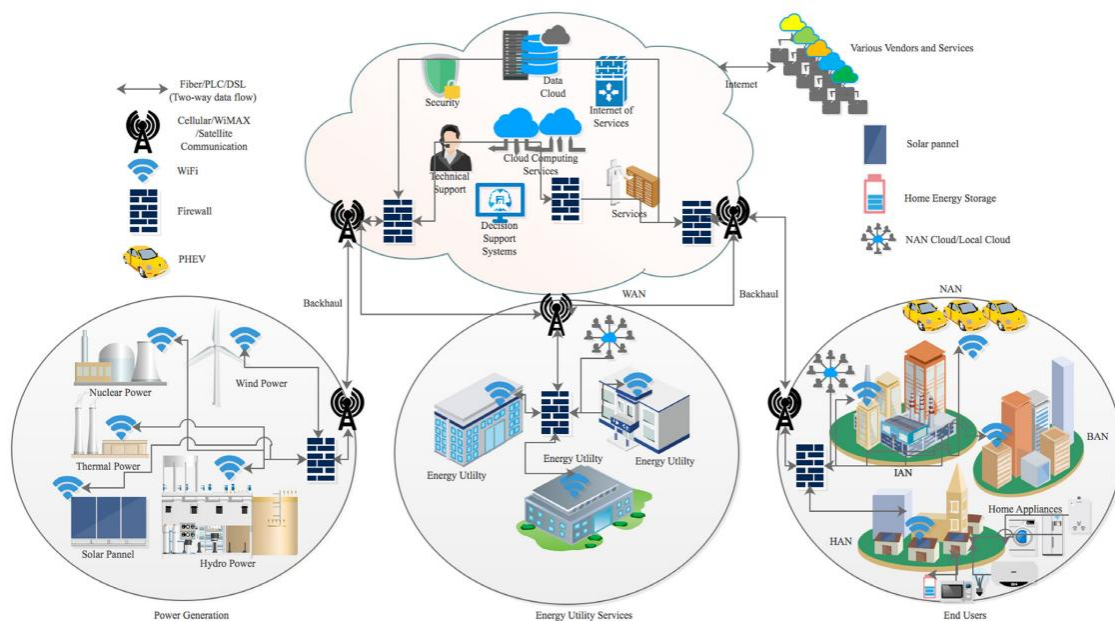 Fiber/PLC/DSL
(Two-way data flow)
Cellular/WiMAX
/Satellite
Communication
WiFi
Firewall
PHEV
Security
Data
Cloud
Internet of
Services
Technical
Support
Cloud Computing
Services
Decision
Support
Systems
Services
Internet
Various Vendors and Services
Solar pannel
Home Energy Storage
NAN Cloud/Local Cloud
Backhaul
WAN
Backhaul
Nuclear Power
Wind Power
Thermal Power
Solar Pannel
Hydro Power
Power Generation
Energy Utilty
Energy Utilty
Energy Utilty
Energy Utility Services
NAN
BAN
IAN
HAN
Home Appliances
End Users